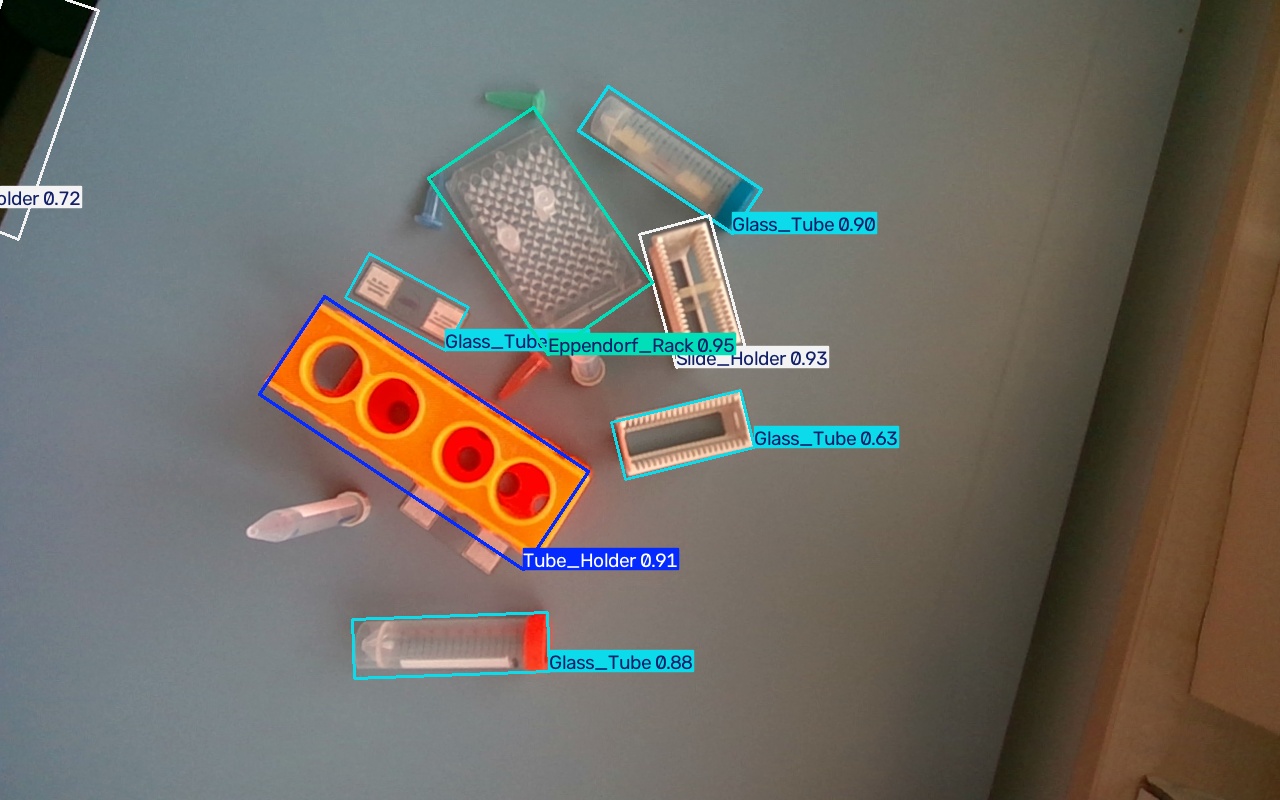 Glass_Tube 0.90
older 0.72
Glass_Tube
Eppendorf_Rack 0.95
Slide_Holder 0.93
Glass_Tube 0.63
Tube_Holder 0.91
Glass_Tube 0.88